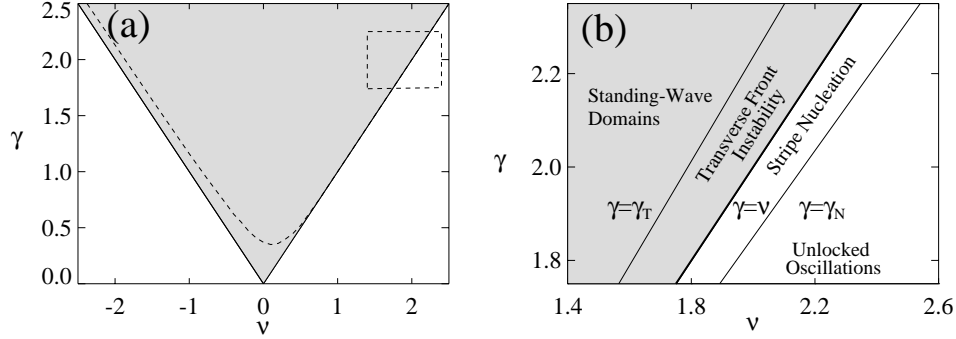 (a)
γ
2.5
2.0
1.5
1.0
0.5
0.0
-2
-1
0
1
2
ν
(b)
γ
2.2
2.0
1.8
Standing-Wave
Domains
Transverse Front
Instability
Stripe Nucleation
γ=γT
γ=ν
γ=γN
Unlocked
Oscillations
1.4
1.8
2.2
2.6
ν